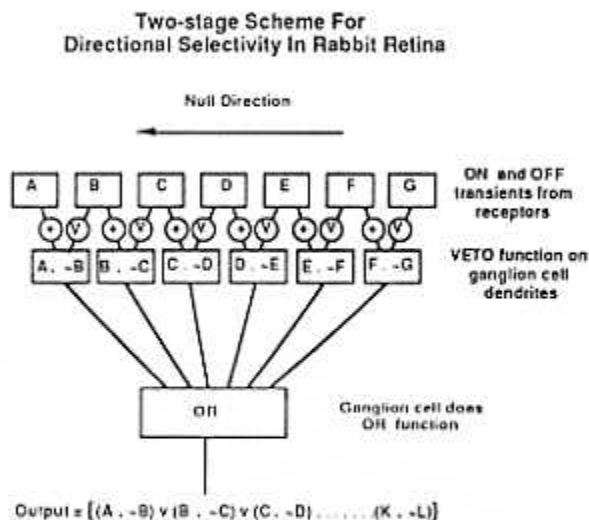 Two-stage Scheme For
Directional Selectivity In Rabbit Retina
Null Direction
A B C D E F G
ON and OFF
transients from
receptors
+ V + V + V + V + V + V
A . ~B B . ~C C . ~D D . ~E E . ~F F . ~G
VETO function on
ganglion cell
dendrites
OR
Ganglion cell does
OR function
Output = [(A . ~B) v (B . ~C) v (C . ~D) . . . . . . . (K . ~L)]